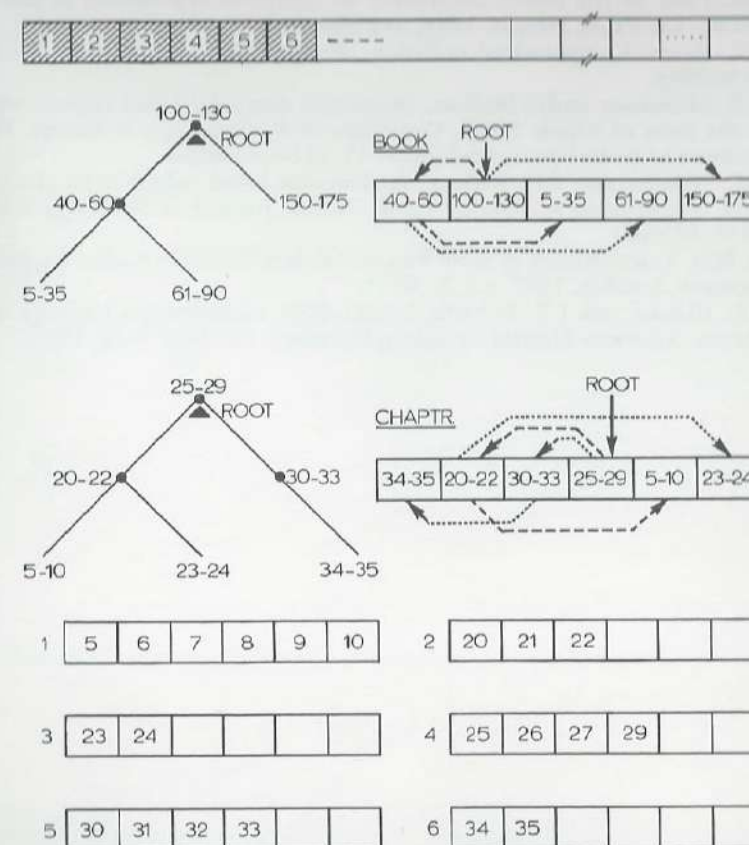 1 2 3 4 5 6 ---- .....
100-130
ROOT
40-60
150-175
5-35
61-90
BOOK
ROOT
40-60 100-130 5-35 61-90 150-175
25-29
ROOT
20-22
30-33
5-10
23-24
34-35
CHAPTR
ROOT
34-35 20-22 30-33 25-29 5-10 23-24
1 5 6 7 8 9 10
2 20 21 22
3 23 24
4 25 26 27 29
5 30 31 32 33
6 34 35